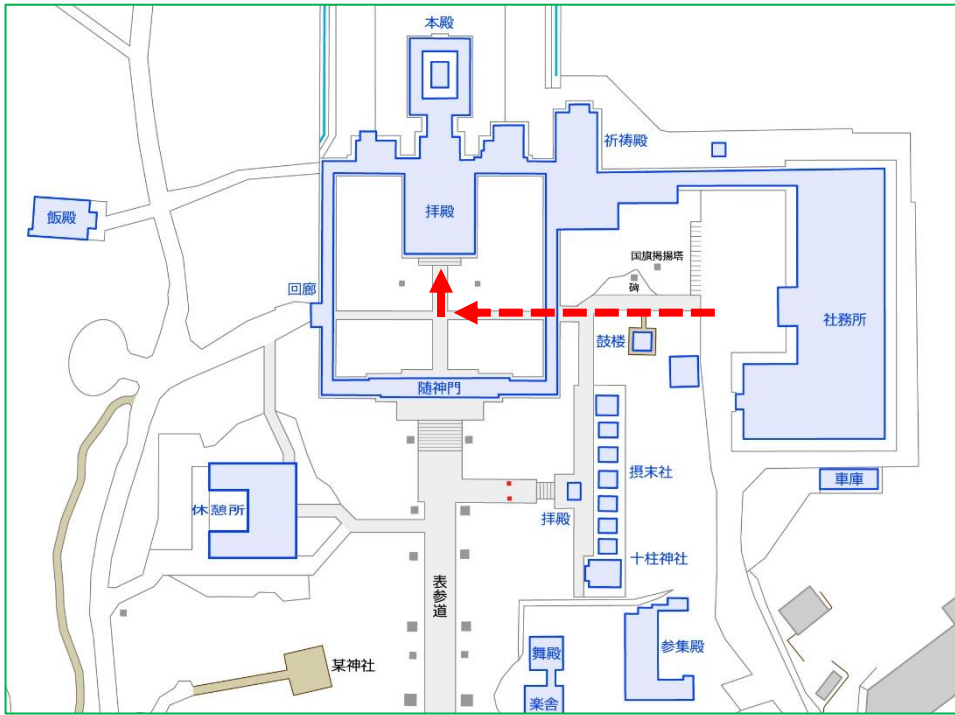 本殿
祈祷殿
飯殿
拝殿
国旗掲揚塔
碑
回廊
社務所
鼓楼
随神門
摂末社
車庫
休憩所
拝殿
十柱神社
表参道
舞殿
参集殿
某神社
楽舎